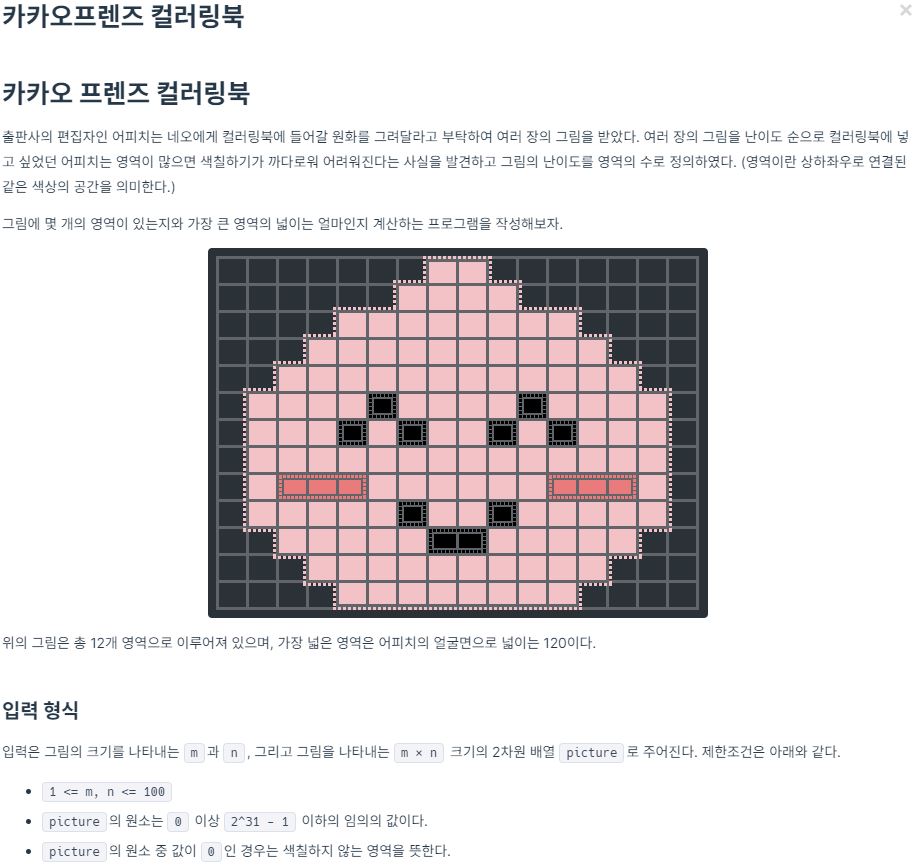 카카오프렌즈 컬러링북
×
카카오 프렌즈 컬러링북
출판사의 편집자인 어피치는 네오에게 컬러링북에 들어갈 원화를 그려달라고 부탁하여 여러 장의 그림을 받았다. 여러 장의 그림을 난이도 순으로 컬러링북에 넣
고 싶었던 어피치는 영역이 많으면 색칠하기가 까다로워 어려워진다는 사실을 발견하고 그림의 난이도를 영역의 수로 정의하였다. (영역이란 상하좌우로 연결된
같은 색상의 공간을 의미한다.)
그림에 몇 개의 영역이 있는지와 가장 큰 영역의 넓이는 얼마인지 계산하는 프로그램을 작성해보자.
위의 그림은 총 12개 영역으로 이루어져 있으며, 가장 넓은 영역은 어피치의 얼굴면으로 넓이는 120이다.
입력 형식
입력은 그림의 크기를 나타내는 m 과 n , 그리고 그림을 나타내는 m × n 크기의 2차원 배열 picture 로 주어진다. 제한조건은 아래와 같다.
• 1 <= m, n <= 100
• picture 의 원소는 0 이상 2^31 - 1 이하의 임의의 값이다.
• picture 의 원소 중 값이 0 인 경우는 색칠하지 않는 영역을 뜻한다.